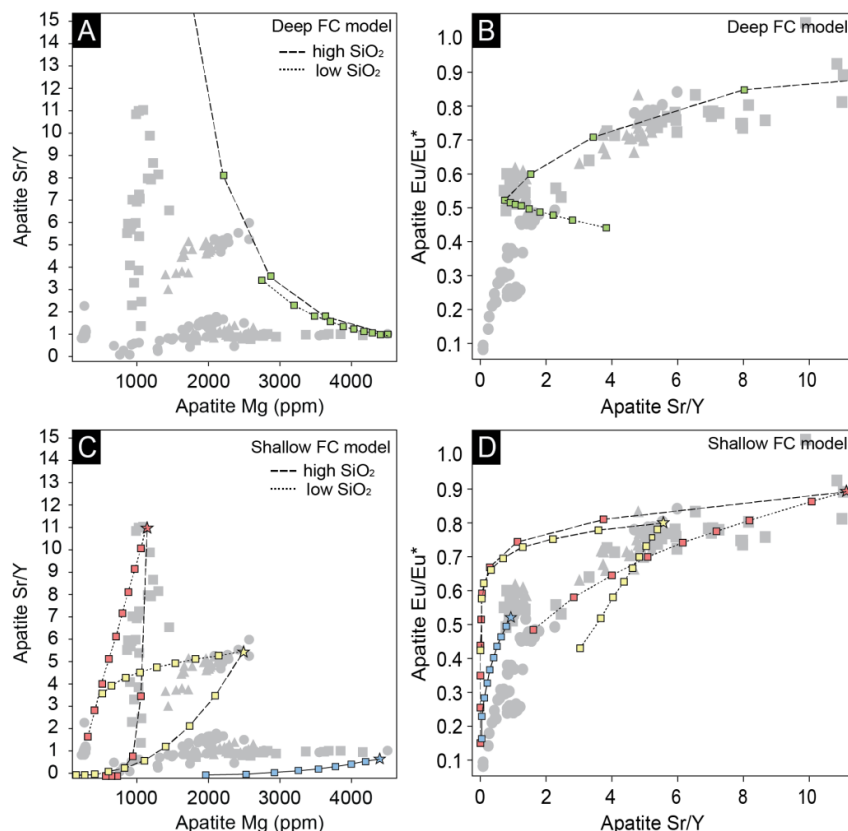 A
Deep FC model
high SiO₂
low SiO₂
15
14
13
12
11
10
9
8
7
6
5
4
3
2
1
0
Apatite Sr/Y
1000 2000 3000 4000
Apatite Mg (ppm)
B
Deep FC model
1.0
0.9
0.8
0.7
0.6
0.5
0.4
0.3
0.2
0.1
Apatite Eu/Eu*
0 2 4 6 8 10
Apatite Sr/Y
C
Shallow FC model
high SiO₂
low SiO₂
15
14
13
12
11
10
9
8
7
6
5
4
3
2
1
0
Apatite Sr/Y
1000 2000 3000 4000
Apatite Mg (ppm)
D
Shallow FC model
1.0
0.9
0.8
0.7
0.6
0.5
0.4
0.3
0.2
0.1
Apatite Eu/Eu*
0 2 4 6 8 10
Apatite Sr/Y